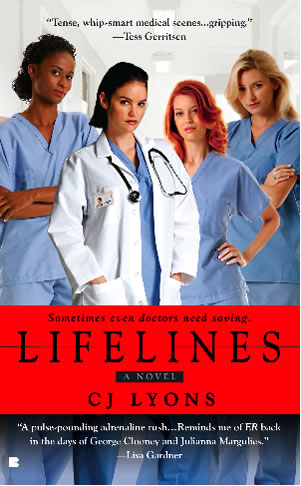 “Tense, whip-smart medical scenes...gripping.”
—Tess Gerritsen
Sometimes even doctors need saving.
LIFELINES
A NOVEL
CJ LYONS
“A pulse-pounding adrenaline rush...Reminds me of ER back
in the days of George Clooney and Julianna Margulies.”
—Lisa Gardner